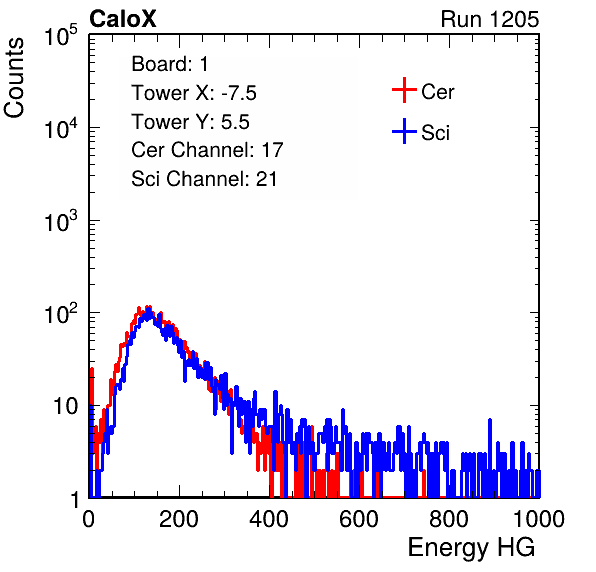 CaloX Run 1205
Counts
10^5
10^4
10^3
10^2
10
1
Board: 1
Tower X: -7.5
Tower Y: 5.5
Cer Channel: 17
Sci Channel: 21
Cer
Sci
0 200 400 600 800 1000
Energy HG